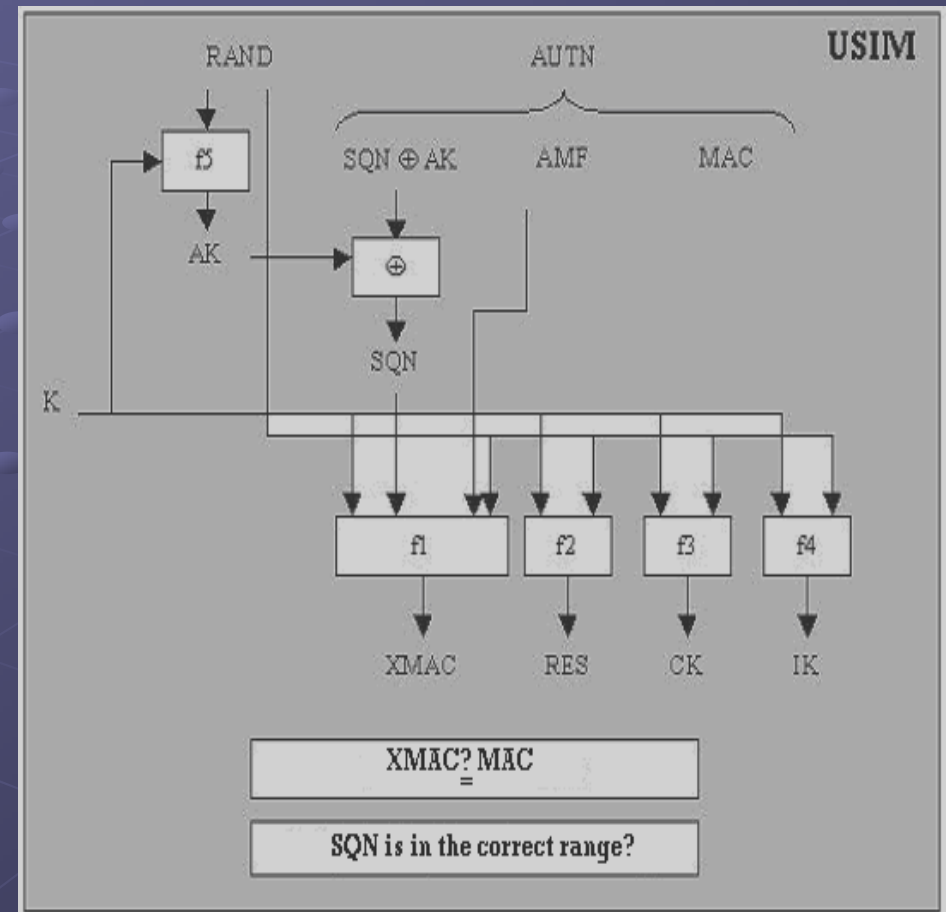 USIM
RAND AUTN
f5
SQN ⊕ AK AMF MAC
AK
⊕
SQN
K
f1 f2 f3 f4
XMAC RES CK IK
XMAC ?= MAC
SQN is in the correct range?